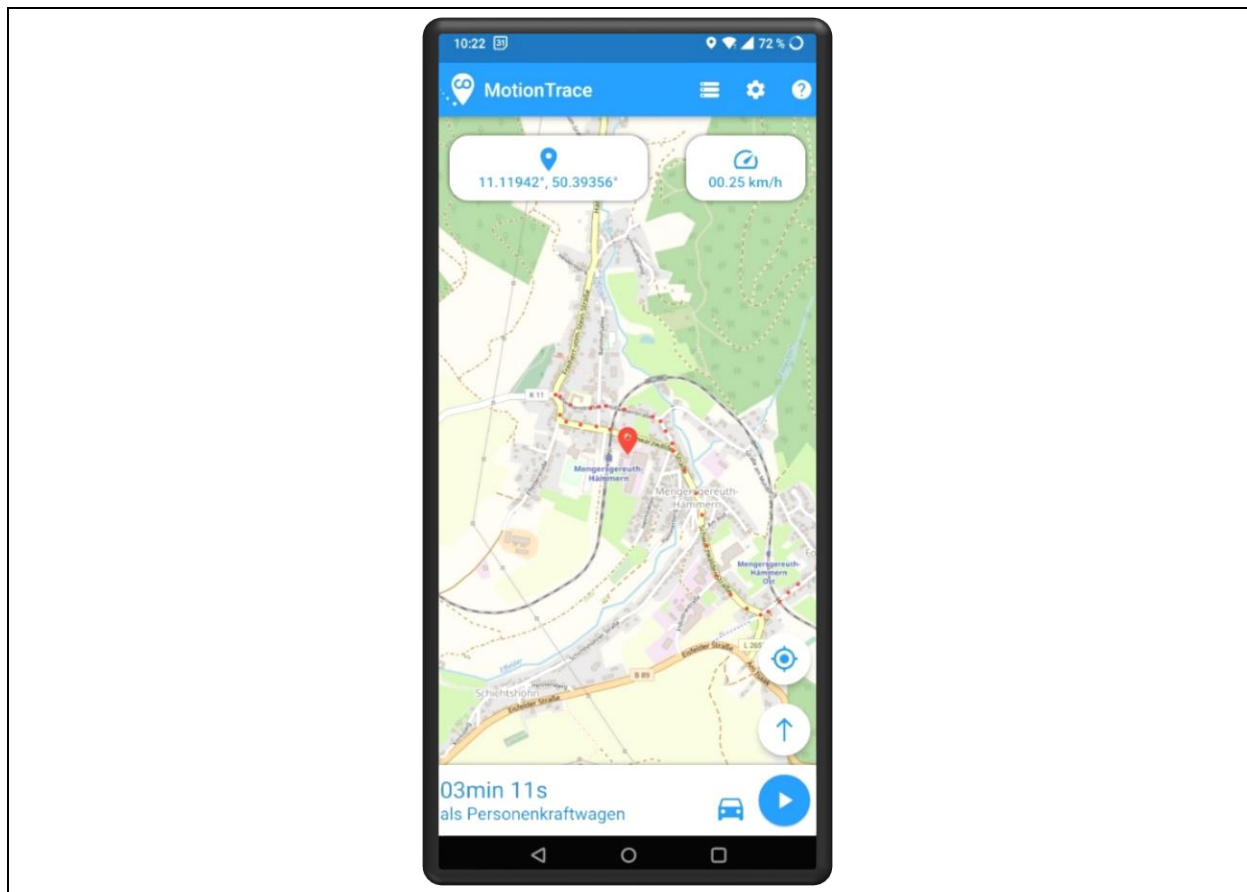 10:22 31
72 %
MotionTrace
11.11942°, 50.39356°
00.25 km/h
K 11
Mengersgereuth-
Hämmern
Mengersgereuth-
Hämmern
Mengersgereuth-
Hämmern
Ost
Eisfelder Straße
B 89
Schichtshöhn
Eisfelder Straße
03min 11s
als Personenkraftwagen